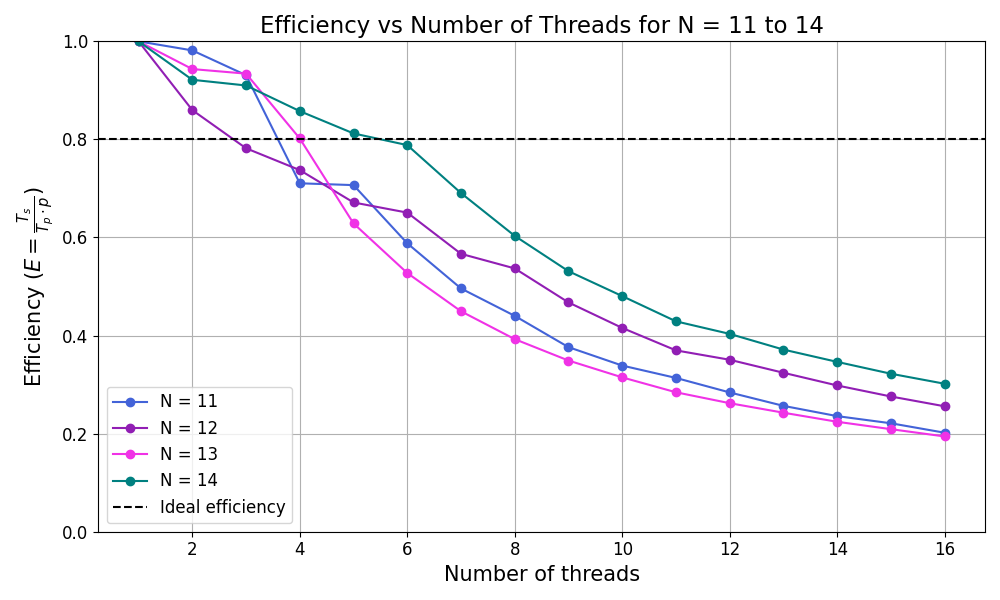 Efficiency vs Number of Threads for N = 11 to 14
Efficiency (E = T_s / T_p · p)
1.0
0.8
0.6
0.4
0.2
0.0
N = 11
N = 12
N = 13
N = 14
Ideal efficiency
2 4 6 8 10 12 14 16
Number of threads